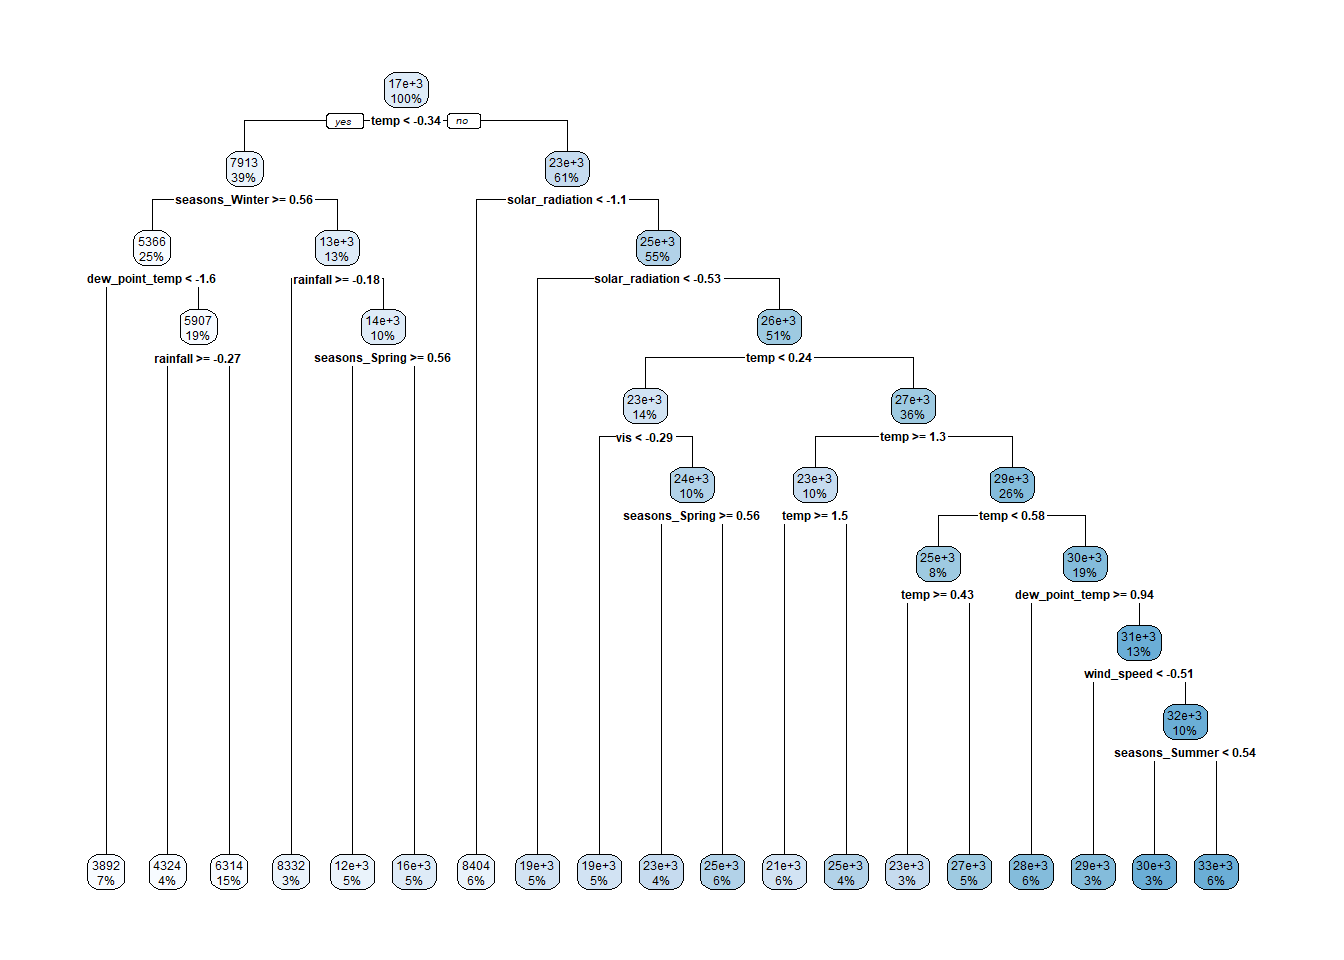 17e+3
100%
yes
temp < -0.34
no
7913
39%
23e+3
61%
seasons_Winter >= 0.56
solar_radiation < -1.1
5366
25%
13e+3
13%
25e+3
55%
dew_point_temp < -1.6
rainfall >= -0.18
solar_radiation < -0.53
5907
19%
14e+3
10%
26e+3
51%
rainfall >= -0.27
seasons_Spring >= 0.56
temp < 0.24
23e+3
14%
27e+3
36%
vis < -0.29
temp >= 1.3
24e+3
10%
23e+3
10%
29e+3
26%
seasons_Spring >= 0.56
temp >= 1.5
temp < 0.58
25e+3
8%
30e+3
19%
temp >= 0.43
dew_point_temp >= 0.94
31e+3
13%
wind_speed < -0.51
32e+3
10%
seasons_Summer < 0.54
3892
7%
4324
4%
6314
15%
8332
3%
12e+3
5%
16e+3
5%
8404
6%
19e+3
5%
19e+3
5%
23e+3
4%
25e+3
6%
21e+3
6%
25e+3
4%
23e+3
3%
27e+3
5%
28e+3
6%
29e+3
3%
30e+3
3%
33e+3
6%